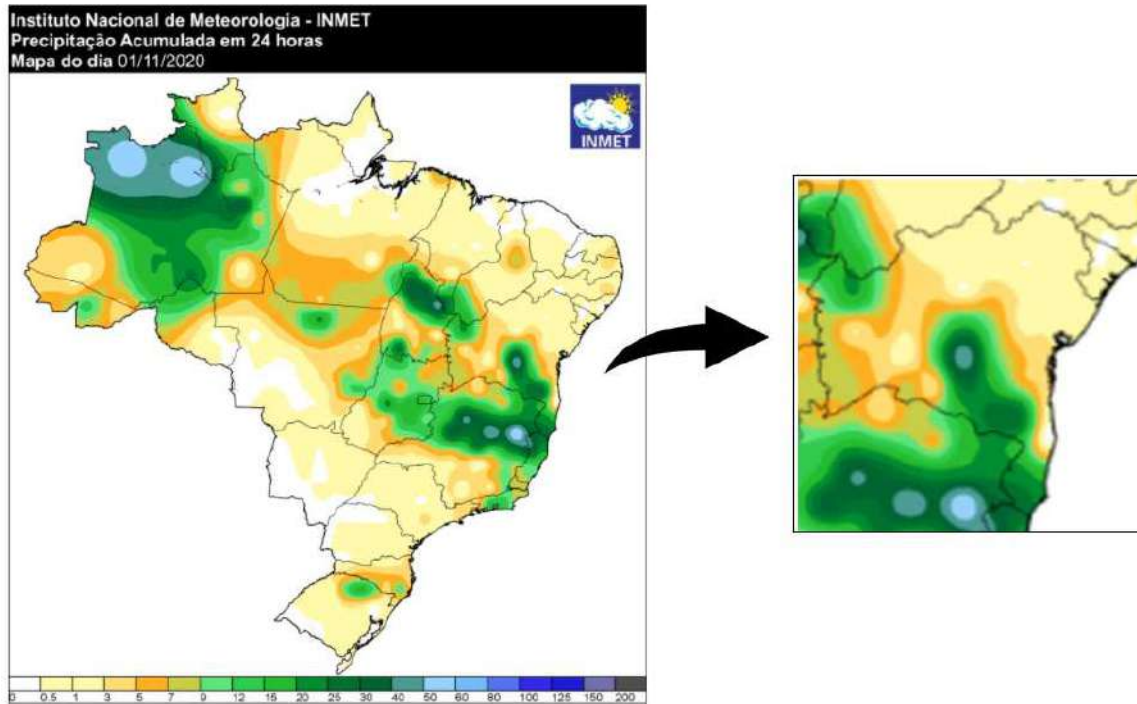 Instituto Nacional de Meteorologia - INMET
Precipitação Acumulada em 24 horas
Mapa do dia 01/11/2020
INMET
0 0.5 1 3 5 7 9 12 15 20 25 30 40 50 60 80 100 125 150 200